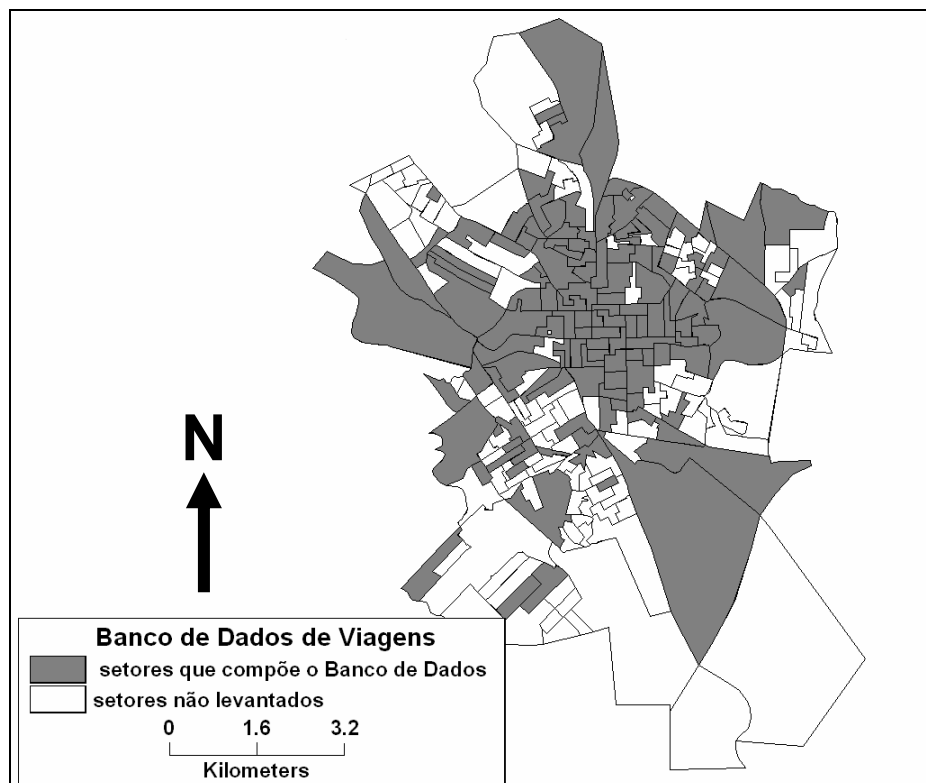 N
Banco de Dados de Viagens
setores que compõe o Banco de Dados
setores não levantados
0 1.6 3.2
Kilometers